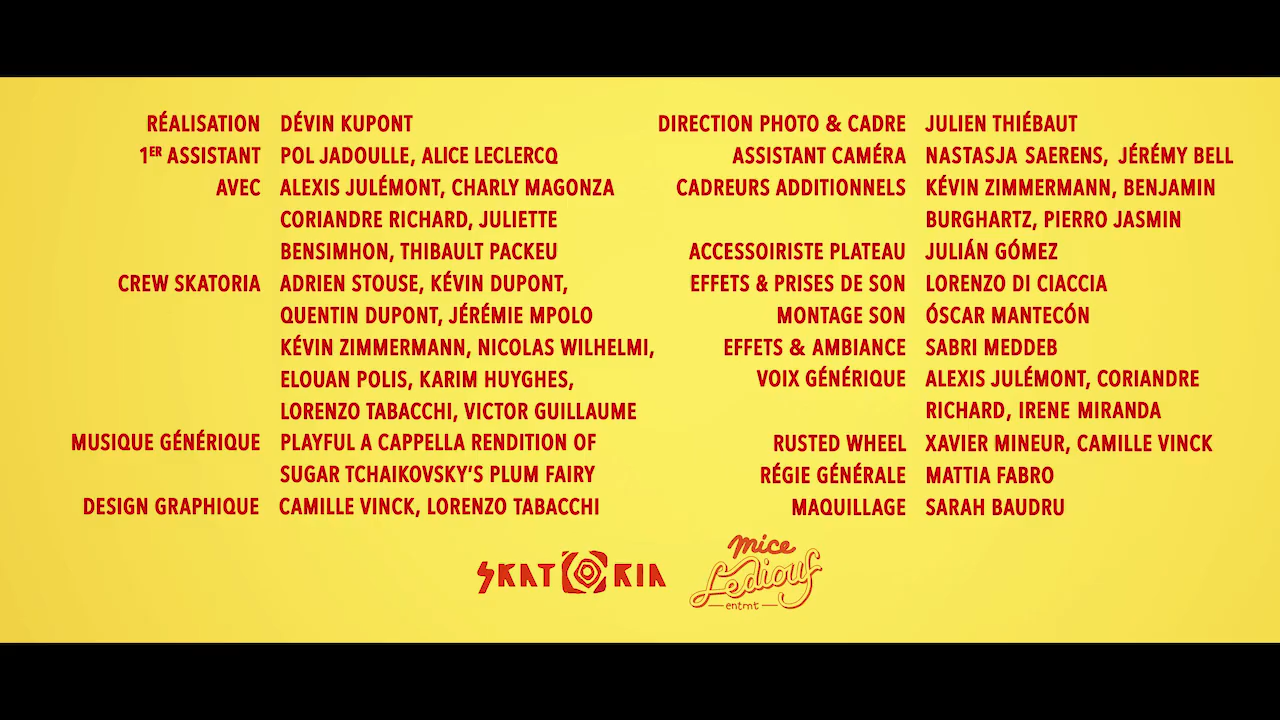 RÉALISATION DÉVIN KUPONT
1ER ASSISTANT POL JADOULLE, ALICE LECLERCQ
AVEC ALEXIS JULÉMONT, CHARLY MAGONZA
CORIANDRE RICHARD, JULIETTE
BENSIMHON, THIBAULT PACKEU
CREW SKATORIA ADRIEN STOUSE, KÉVIN DUPONT,
QUENTIN DUPONT, JÉRÉMIE MPOLO
KÉVIN ZIMMERMANN, NICOLAS WILHELMI,
ELOUAN POLIS, KARIM HUYGHES,
LORENZO TABACCHI, VICTOR GUILLAUME
MUSIQUE GÉNÉRIQUE PLAYFUL A CAPPELLA RENDITION OF
SUGAR TCHAIKOVSKY'S PLUM FAIRY
DESIGN GRAPHIQUE CAMILLE VINCK, LORENZO TABACCHI
DIRECTION PHOTO & CADRE JULIEN THIÉBAUT
ASSISTANT CAMÉRA NASTASJA SAERENS, JÉRÉMY BELL
CADREURS ADDITIONNELS KÉVIN ZIMMERMANN, BENJAMIN
BURGHARTZ, PIERRO JASMIN
ACCESSOIRISTE PLATEAU JULIÁN GÓMEZ
EFFETS & PRISES DE SON LORENZO DI CIACCIA
MONTAGE SON ÓSCAR MANTECÓN
EFFETS & AMBIANCE SABRI MEDDEB
VOIX GÉNÉRIQUE ALEXIS JULÉMONT, CORIANDRE
RICHARD, IRENE MIRANDA
RUSTED WHEEL XAVIER MINEUR, CAMILLE VINCK
RÉGIE GÉNÉRALE MATTIA FABRO
MAQUILLAGE SARAH BAUDRU
SKATORIA
mice
Lediouf
entmt